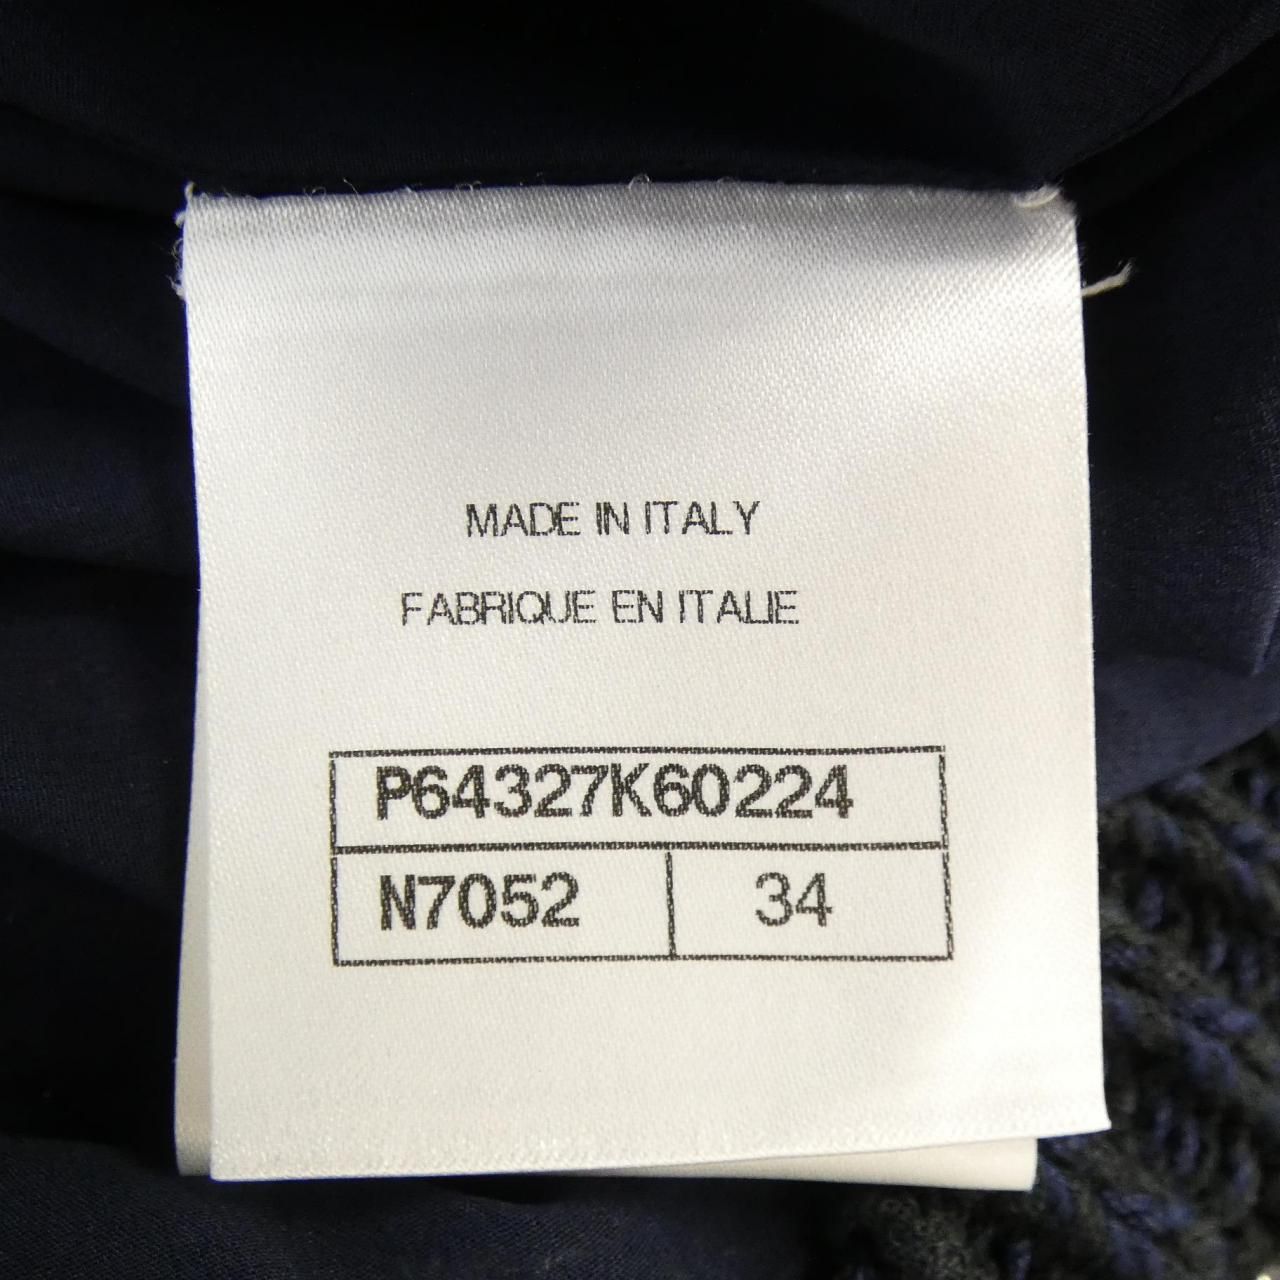 MADE IN ITALY
FABRIQUE EN ITALIE
P64327K60224
N7052 34